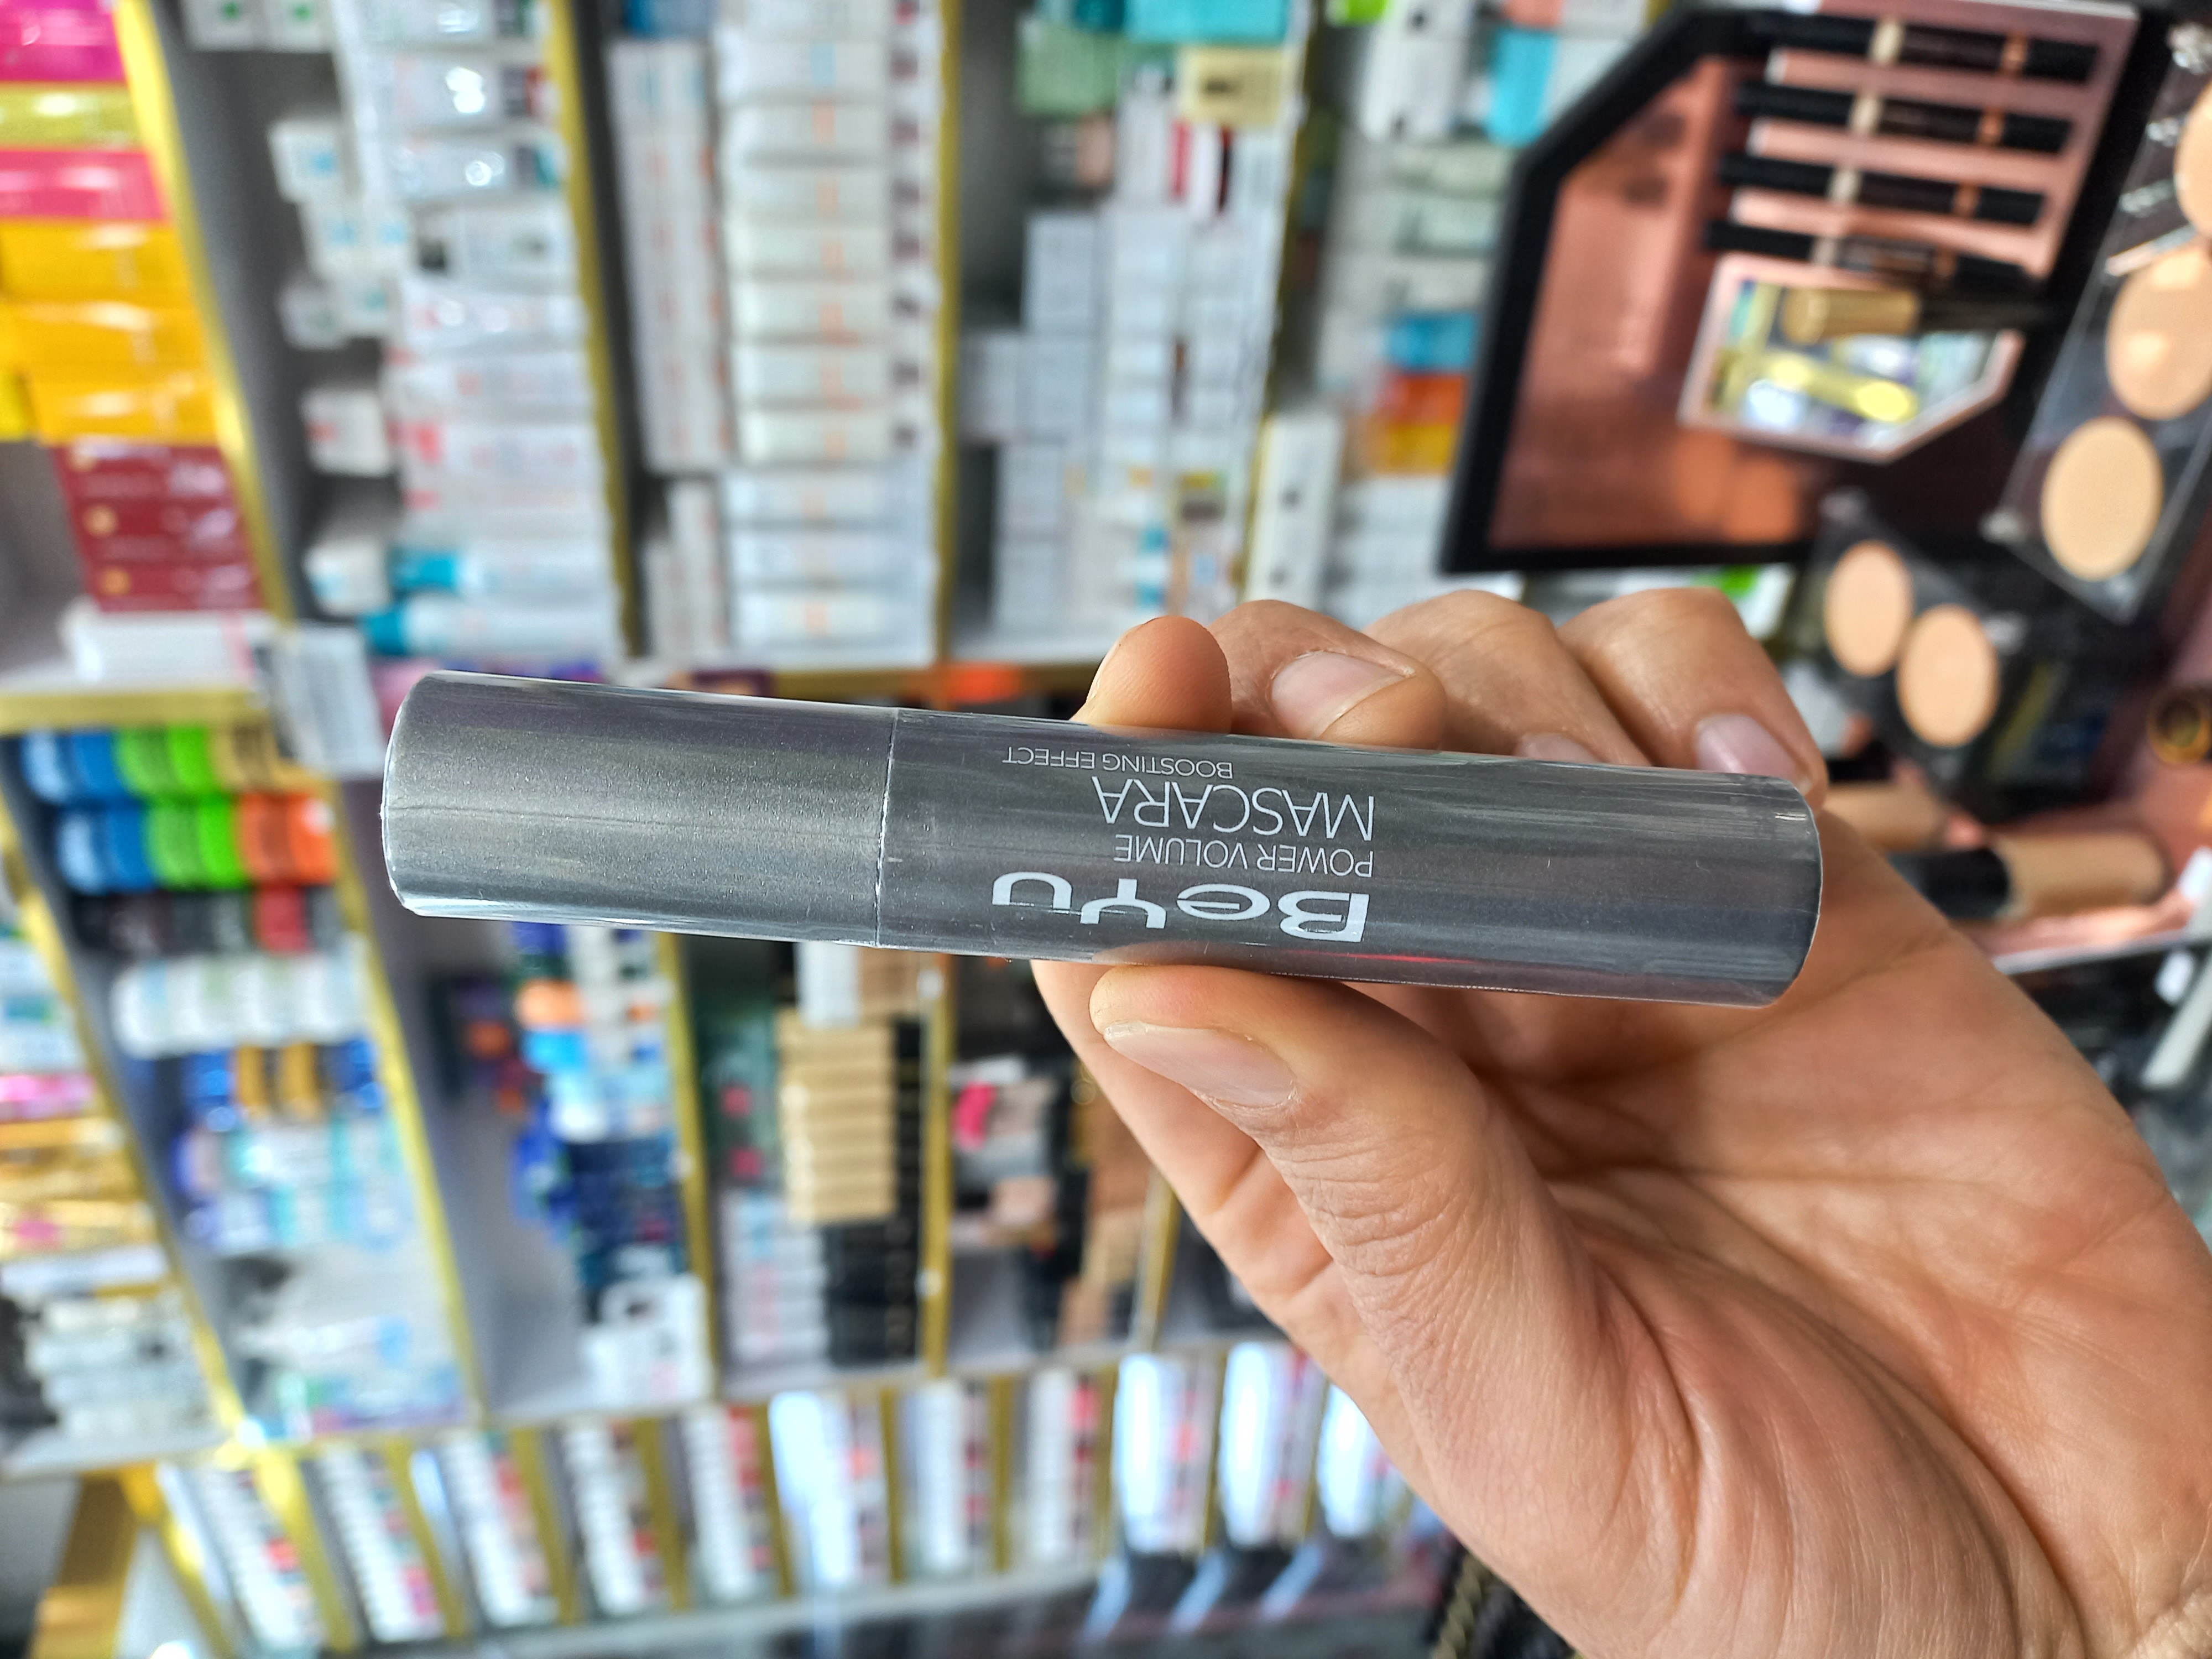 BeYu
POWER VOLUME
MASCARA
BOOSTING EFFECT